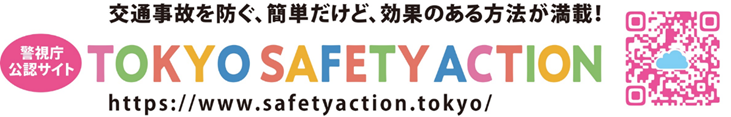 交通事故を防ぐ、簡単だけど、効果のある方法が満載!
警視庁
公認サイト
TOKYO SAFETY ACTION
https://www.safetyaction.tokyo/